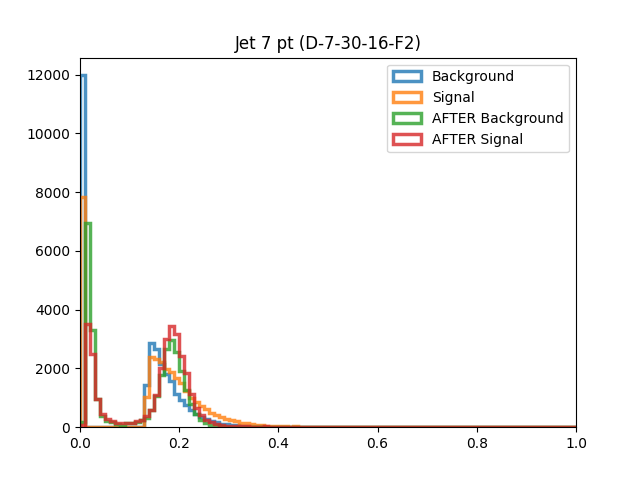 Jet 7 pt (D-7-30-16-F2)
12000
10000
8000
6000
4000
2000
0
Background
Signal
AFTER Background
AFTER Signal
0.0 0.2 0.4 0.6 0.8 1.0